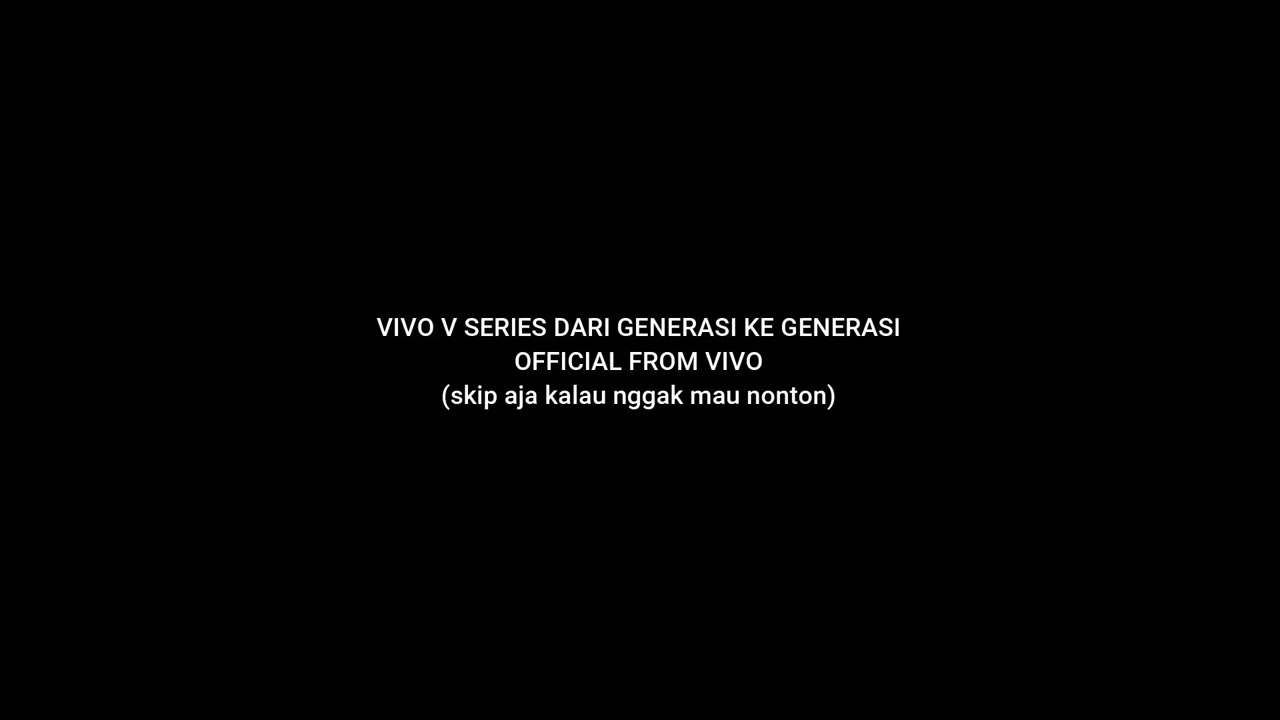 VIVO V SERIES DARI GENERASI KE GENERASI
OFFICIAL FROM VIVO
(skip aja kalau nggak mau nonton)